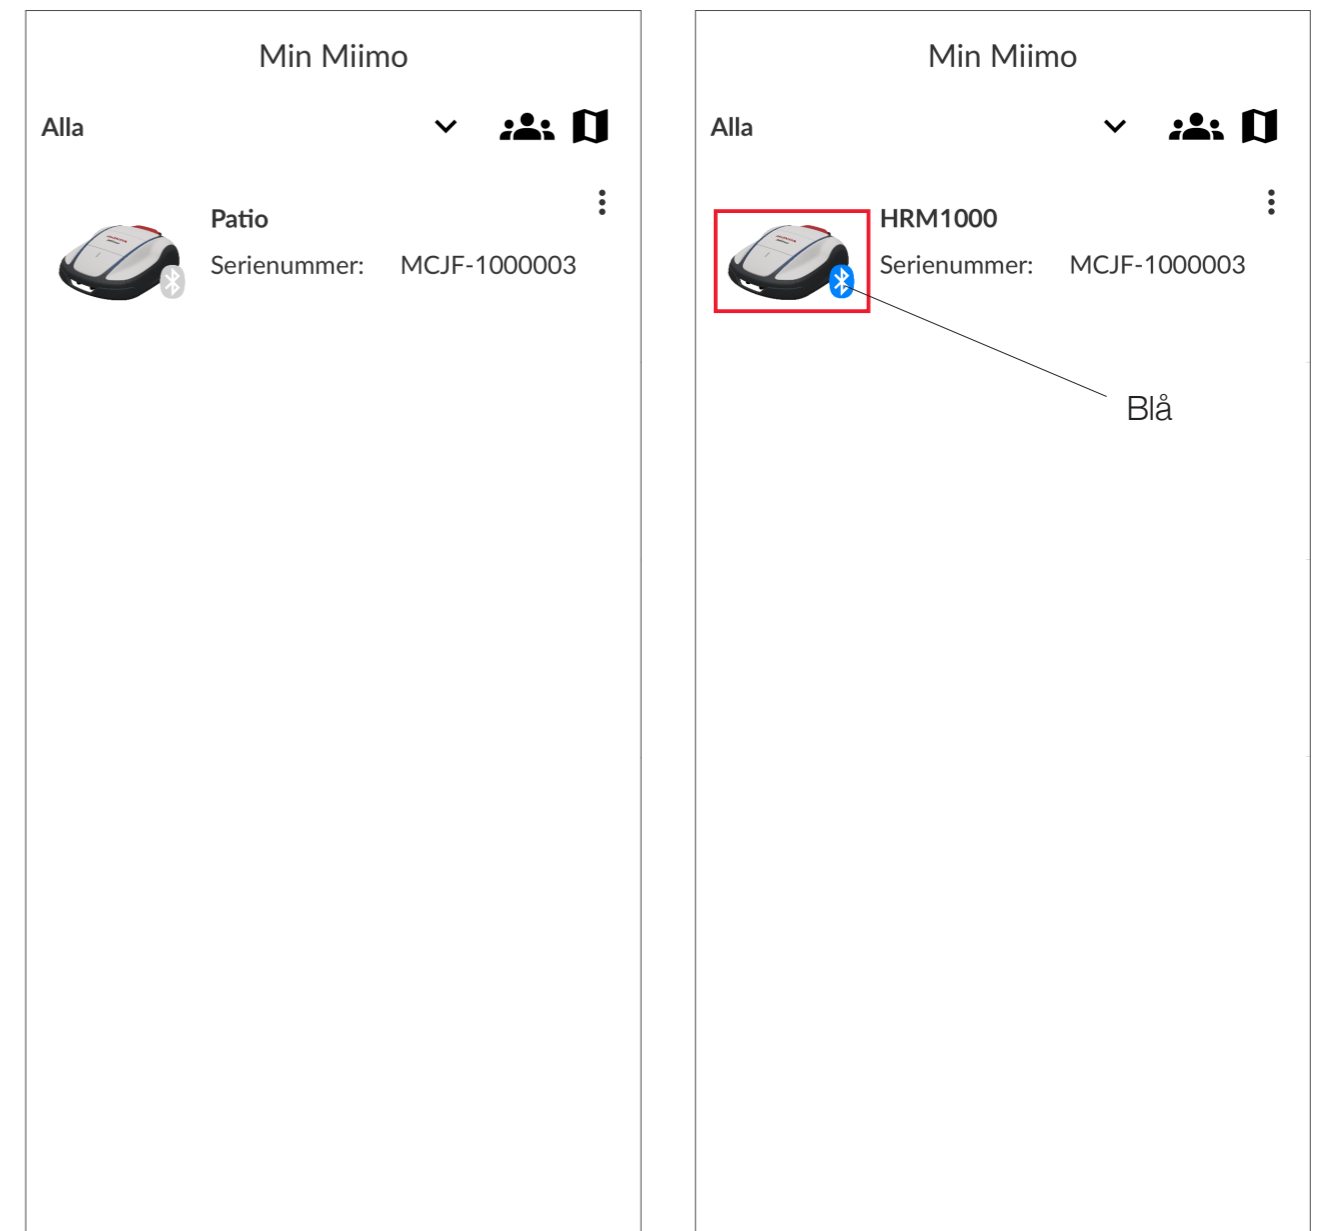 Min Miimo
Alla
Patio
Serienummer: MCJF-1000003
Min Miimo
Alla
HRM1000
Serienummer: MCJF-1000003
Blå